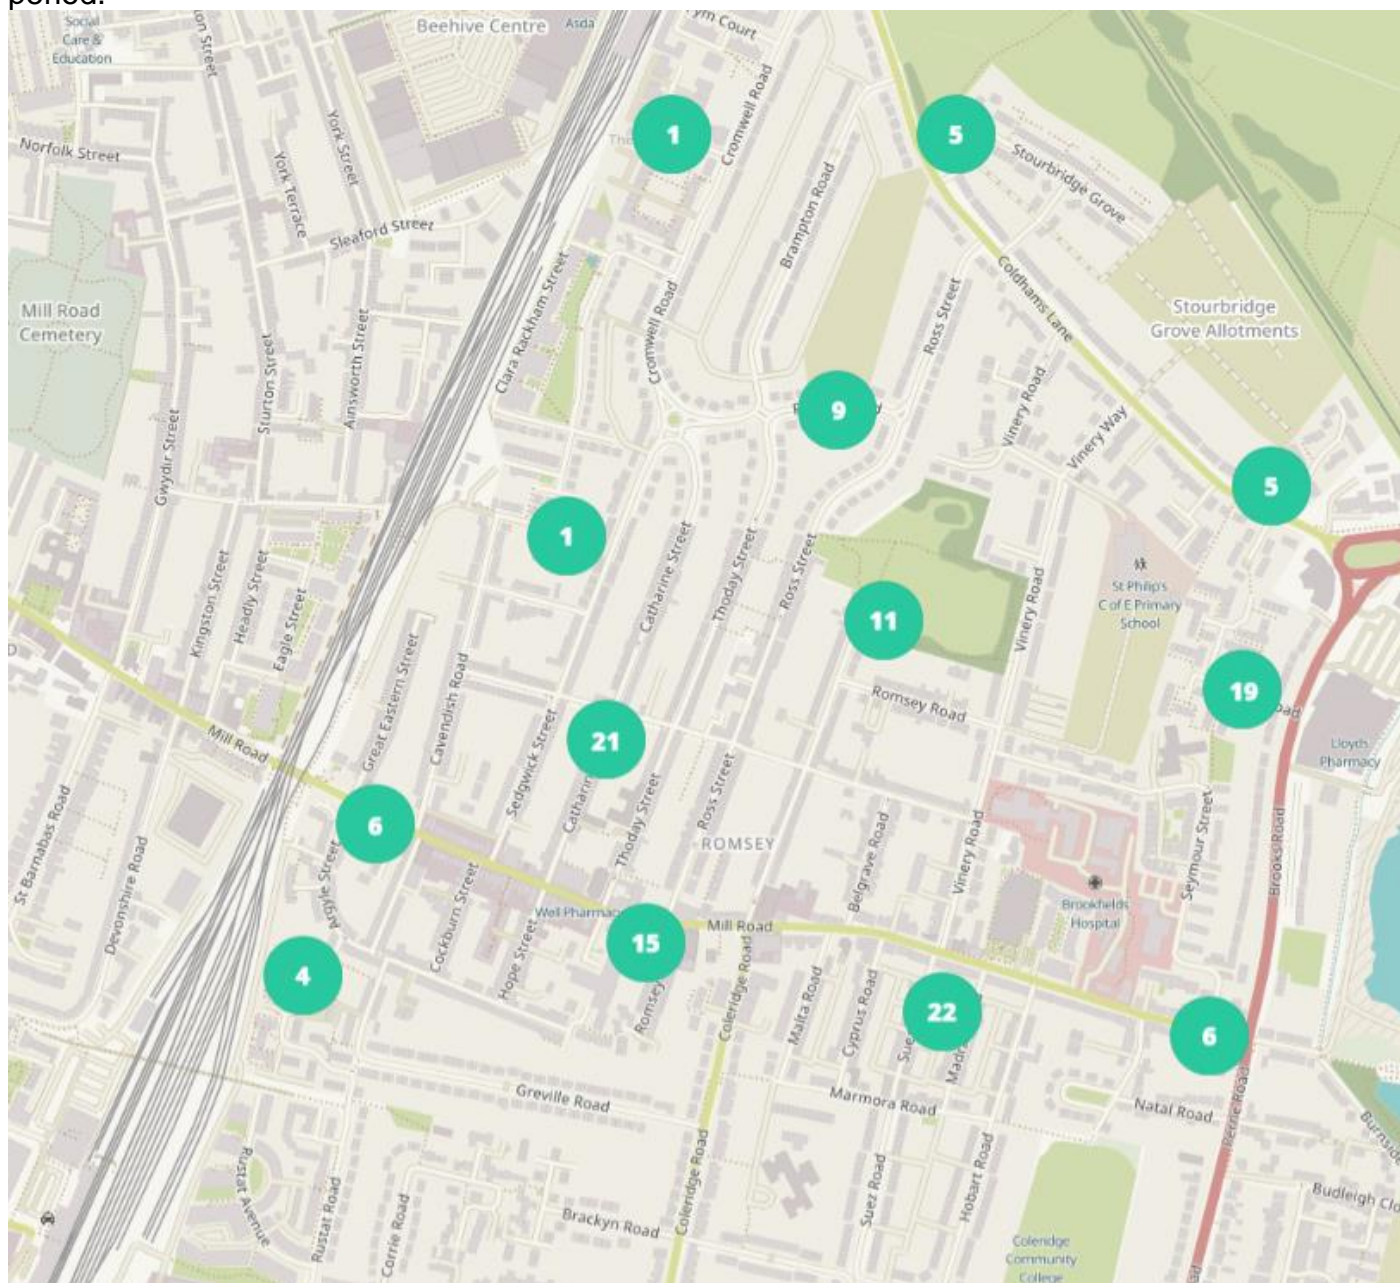 period.
Social
Care &
Education
Beehive Centre
Asda
Court
Cromwell Road
York Street
York Terrace
Norfolk Street
Sleaford Street
1
5
Stourbridge Grove
Brampton Road
Mill Road
Cemetery
Clara Rackham Street
Cromwell Road
Ross Street
Coldhams Lane
Stourbridge
Grove Allotments
Sturton Street
Ainsworth Street
Gwydir Street
9
Vinery Road
Vinery Way
5
1
Catharine Street
Thoday Street
Ross Street
Kingston Street
Headly Street
Eagle Street
St Philip's
C of E Primary
School
Vinery Road
11
Great Eastern Street
Cavendish Road
Romsey Road
19
Mill Road
Sedgwick Street
21
Lloyds
Pharmacy
Thoday Street
Ross Street
6
ROMSEY
St Barnabas Road
Devonshire Road
Argyle Street
Cockburn Street
Belgrave Road
Vinery Road
Seymour Street
Brooks Road
Brookfields
Hospital
Well Pharmacy
Hope Street
15
Mill Road
4
Romsey
Coleridge Road
Malta Road
Cyprus Road
22
6
Greville Road
Marmora Road
Natal Road
Perne Road
Rustat Avenue
Rustat Road
Corrie Road
Brackyn Road
Coleridge Road
Suez Road
Hobart Road
Budleigh Clo
Coleridge
Community
College